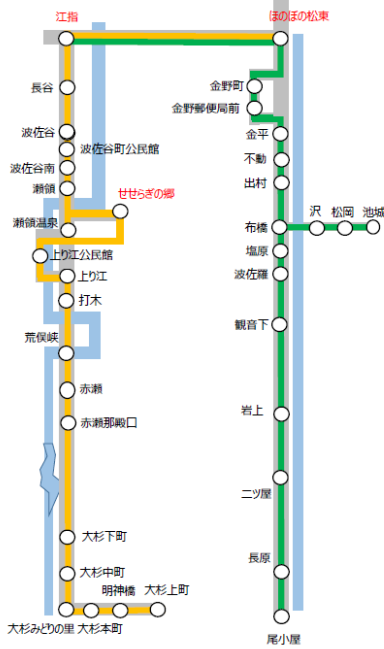 江指
ほのぼの松東
長谷
波佐谷
波佐谷町公民館
波佐谷南
瀬領
せせらぎの郷
瀬領温泉
上り江公民館
上り江
打木
荒俣峡
赤瀬
赤瀬那殿口
大杉下町
大杉中町
大杉みどりの里
大杉本町
明神橋
大杉上町
金野町
金野郵便局前
金平
不動
出村
布橋
沢
松岡
池城
塩原
波佐羅
観音下
岩上
二ツ屋
長原
尾小屋